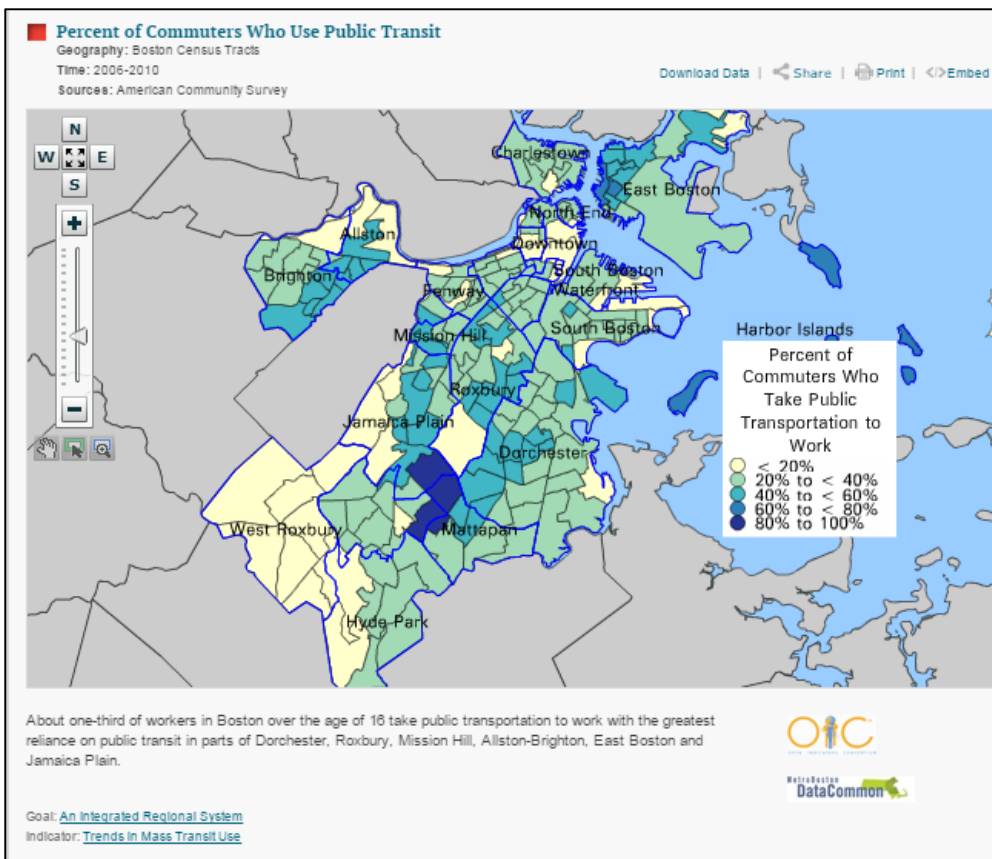 Percent of Commuters Who Use Public Transit
Geography: Boston Census Tracts
Time: 2006-2010
Sources: American Community Survey
Download Data | Share | Print | </>Embed
N
W E
S
+
−
Charlestown
East Boston
North End
Allston
Downtown
Brighton
South Boston
Waterfront
Fenway
Mission Hill
South Boston
Harbor Islands
Roxbury
Jamaica Plain
Dorchester
West Roxbury
Mattapan
Hyde Park
Percent of
Commuters Who
Take Public
Transportation to
Work
< 20%
20% to < 40%
40% to < 60%
60% to < 80%
80% to 100%
About one-third of workers in Boston over the age of 16 take public transportation to work with the greatest
reliance on public transit in parts of Dorchester, Roxbury, Mission Hill, Allston-Brighton, East Boston and
Jamaica Plain.
OIC
OPEN INDICATORS CONSORTIUM
MetroBoston
DataCommon
Goal: An Integrated Regional System
Indicator: Trends in Mass Transit Use